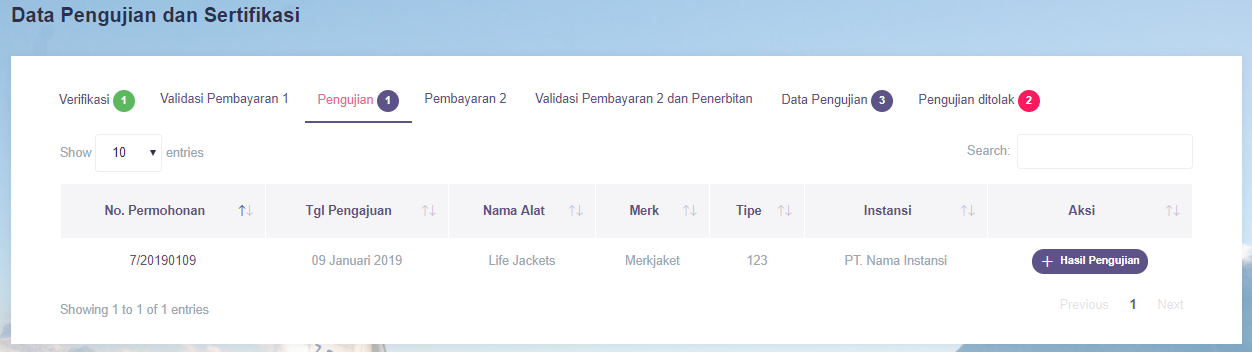 Data Pengujian dan Sertifikasi
Verifikasi 1 Validasi Pembayaran 1 Pengujian 1 Pembayaran 2 Validasi Pembayaran 2 dan Penerbitan Data Pengujian 3 Pengujian ditolak 2
Show 10 entries Search:
No. Permohonan Tgl Pengajuan Nama Alat Merk Tipe Instansi Aksi
7/20190109 09 Januari 2019 Life Jackets Merkjaket 123 PT. Nama Instansi + Hasil Pengujian
Showing 1 to 1 of 1 entries Previous 1 Next